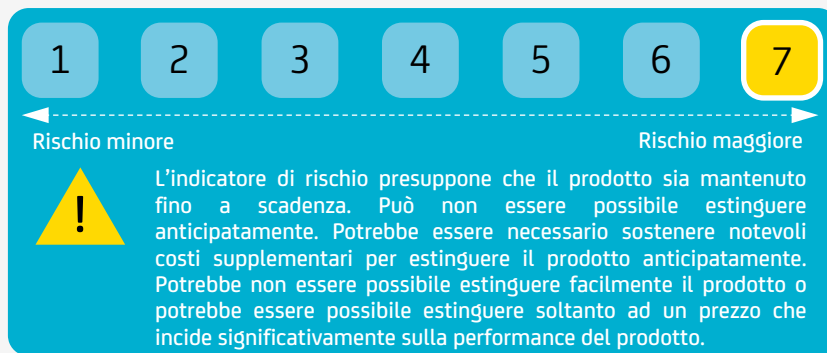 1 2 3 4 5 6 7
Rischio minore Rischio maggiore
!
L'indicatore di rischio presuppone che il prodotto sia mantenuto
fino a scadenza. Può non essere possibile estinguere
anticipatamente. Potrebbe essere necessario sostenere notevoli
costi supplementari per estinguere il prodotto anticipatamente.
Potrebbe non essere possibile estinguere facilmente il prodotto o
potrebbe essere possibile estinguere soltanto ad un prezzo che
incide significativamente sulla performance del prodotto.